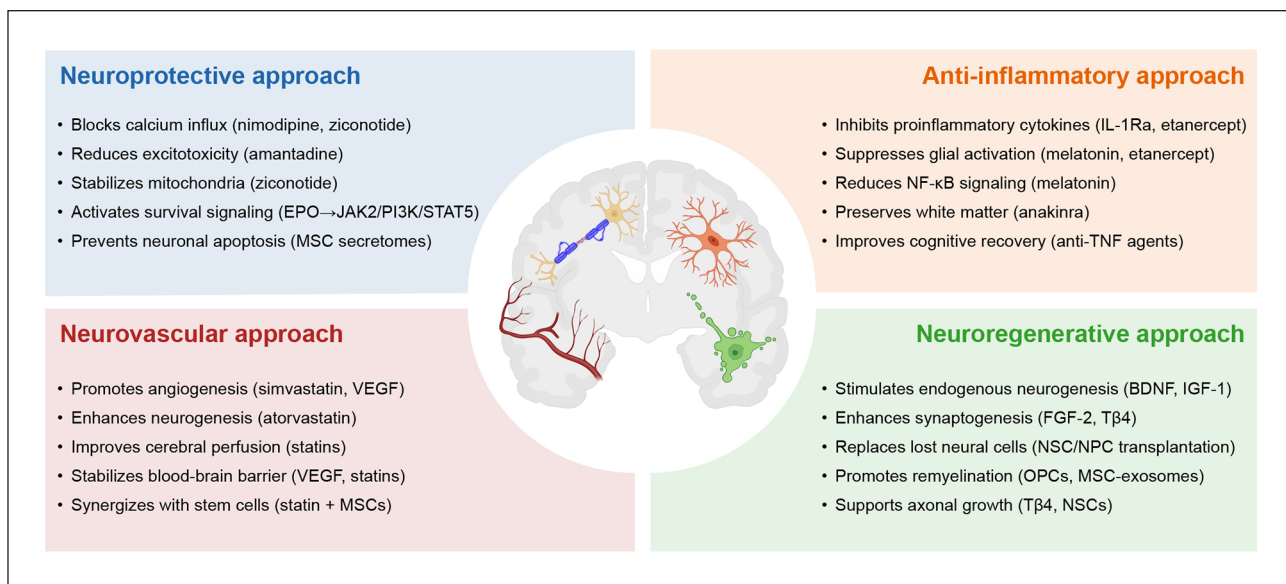 Neuroprotective approach
• Blocks calcium influx (nimodipine, ziconotide)
• Reduces excitotoxicity (amantadine)
• Stabilizes mitochondria (ziconotide)
• Activates survival signaling (EPO→JAK2/PI3K/STAT5)
• Prevents neuronal apoptosis (MSC secretomes)
Anti-inflammatory approach
• Inhibits proinflammatory cytokines (IL-1Ra, etanercept)
• Suppresses glial activation (melatonin, etanercept)
• Reduces NF-κB signaling (melatonin)
• Preserves white matter (anakinra)
• Improves cognitive recovery (anti-TNF agents)
Neurovascular approach
• Promotes angiogenesis (simvastatin, VEGF)
• Enhances neurogenesis (atorvastatin)
• Improves cerebral perfusion (statins)
• Stabilizes blood-brain barrier (VEGF, statins)
• Synergizes with stem cells (statin + MSCs)
Neuroregenerative approach
• Stimulates endogenous neurogenesis (BDNF, IGF-1)
• Enhances synaptogenesis (FGF-2, Tβ4)
• Replaces lost neural cells (NSC/NPC transplantation)
• Promotes remyelination (OPCs, MSC-exosomes)
• Supports axonal growth (Tβ4, NSCs)